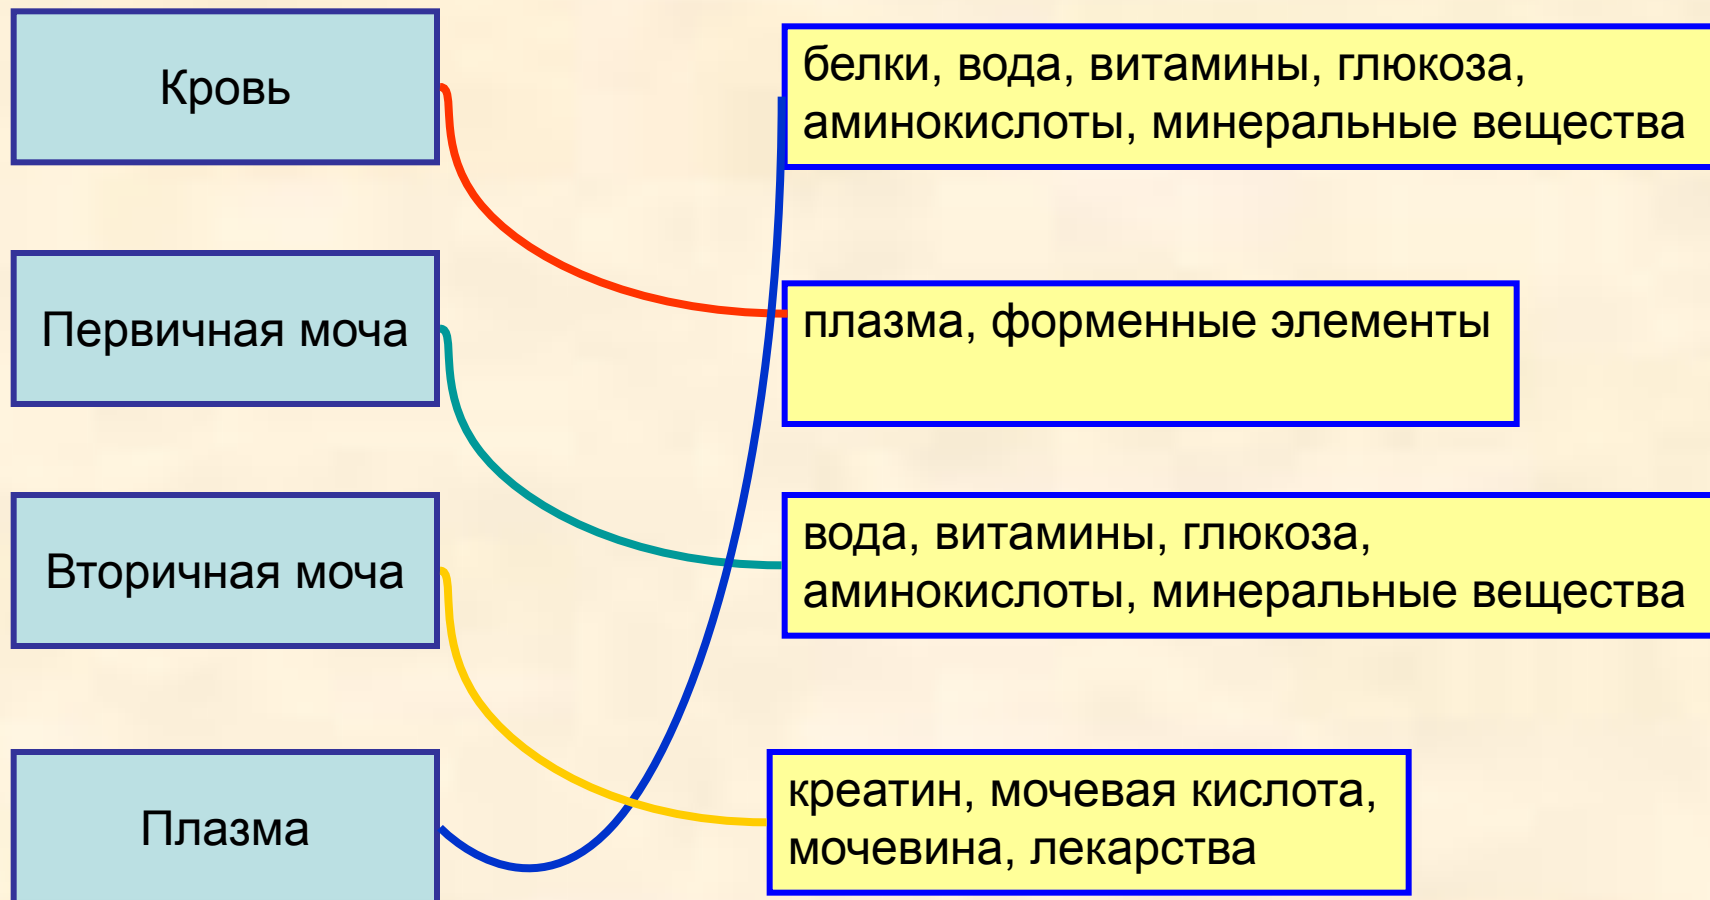 Кровь
белки, вода, витамины, глюкоза,
аминокислоты, минеральные вещества
Первичная моча
плазма, форменные элементы
Вторичная моча
вода, витамины, глюкоза,
аминокислоты, минеральные вещества
Плазма
креатин, мочевая кислота,
мочевина, лекарства